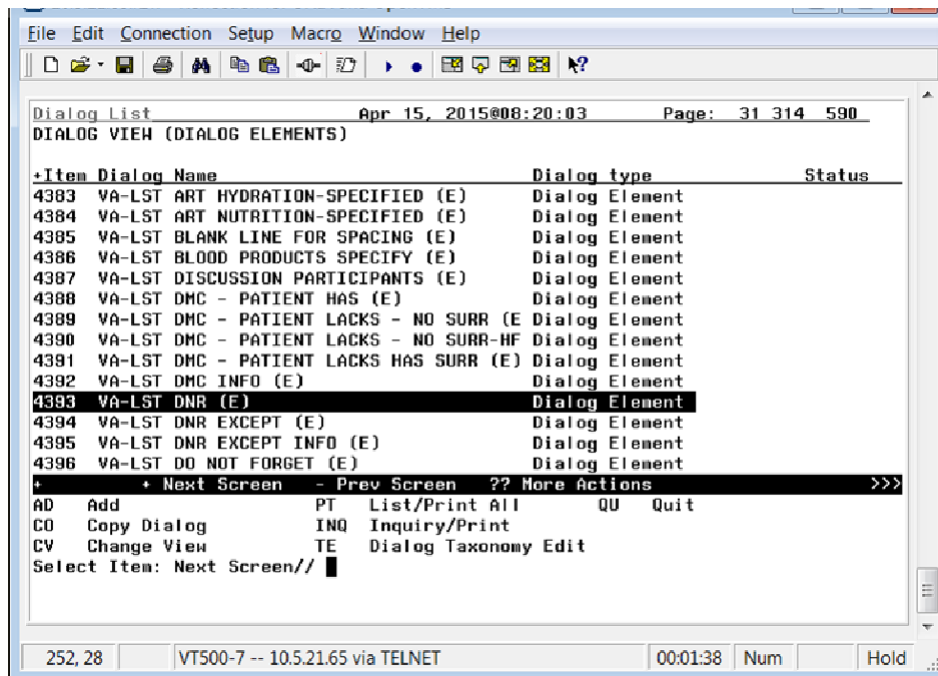 File Edit Connection Setup Macro Window Help
Dialog List Apr 15, 2015@08:20:03 Page: 31 314 590
DIALOG VIEW (DIALOG ELEMENTS)
+Item Dialog Name Dialog type Status
4383 VA-LST ART HYDRATION-SPECIFIED (E) Dialog Element
4384 VA-LST ART NUTRITION-SPECIFIED (E) Dialog Element
4385 VA-LST BLANK LINE FOR SPACING (E) Dialog Element
4386 VA-LST BLOOD PRODUCTS SPECIFY (E) Dialog Element
4387 VA-LST DISCUSSION PARTICIPANTS (E) Dialog Element
4388 VA-LST DMC - PATIENT HAS (E) Dialog Element
4389 VA-LST DMC - PATIENT LACKS - NO SURR (E Dialog Element
4390 VA-LST DMC - PATIENT LACKS - NO SURR-HF Dialog Element
4391 VA-LST DMC - PATIENT LACKS HAS SURR (E) Dialog Element
4392 VA-LST DMC INFO (E) Dialog Element
4393 VA-LST DNR (E) Dialog Element
4394 VA-LST DNR EXCEPT (E) Dialog Element
4395 VA-LST DNR EXCEPT INFO (E) Dialog Element
4396 VA-LST DO NOT FORGET (E) Dialog Element
+ + Next Screen - Prev Screen ?? More Actions >>>
AD Add PT List/Print All QU Quit
CO Copy Dialog INQ Inquiry/Print
CV Change View TE Dialog Taxonomy Edit
Select Item: Next Screen//
252, 28 VT500-7 -- 10.5.21.65 via TELNET 00:01:38 Num Hold